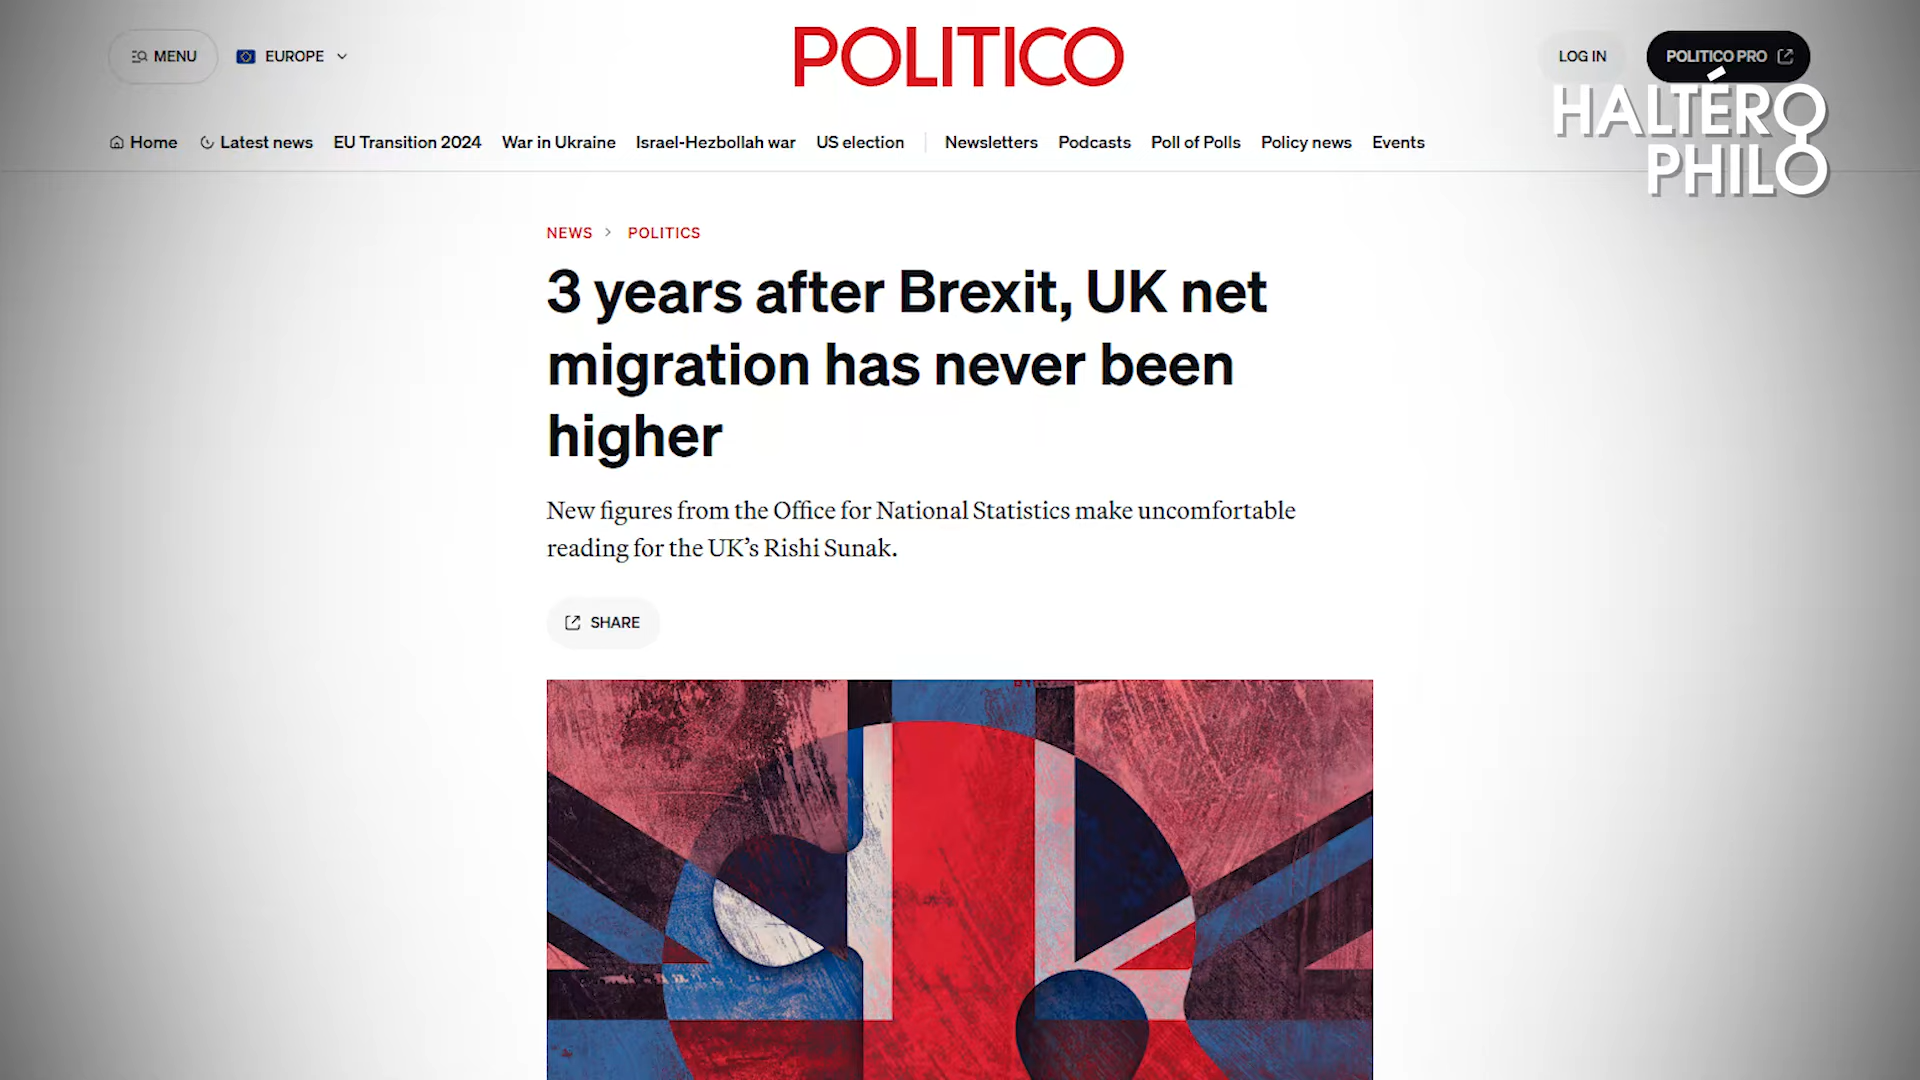 MENU
EUROPE
POLITICO
LOG IN
POLITICO PRO
HALTÉRO
PHILO
Home
Latest news
EU Transition 2024
War in Ukraine
Israel-Hezbollah war
US election
Newsletters
Podcasts
Poll of Polls
Policy news
Events
NEWS > POLITICS
3 years after Brexit, UK net
migration has never been
higher
New figures from the Office for National Statistics make uncomfortable
reading for the UK’s Rishi Sunak.
SHARE